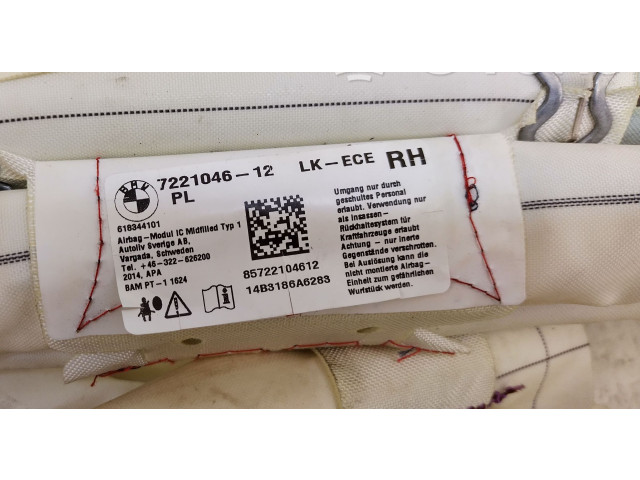 BMW
7221046-12
PL
LK-ECE RH
618344101
Airbag-Modul IC Midfilled Typ 1
Autoliv Sverige AB,
Vargada, Schweden
Tel. +46-322-626200
2014, APA
BAM PT-1 1624
85722104612
14B3186A6283
Umgang nur durch
geschultes Personal
erlaubt. Verwendung nur
als Insassen-
Rückhaltesystem für
Kraftfahrzeuge erlaubt
Achtung - nur inerte
Gegenstände verschrotten.
Bei Auslösung kann die
nicht montierte Airbag-
Einheit zum gefährlichen
Wurfstück werden.